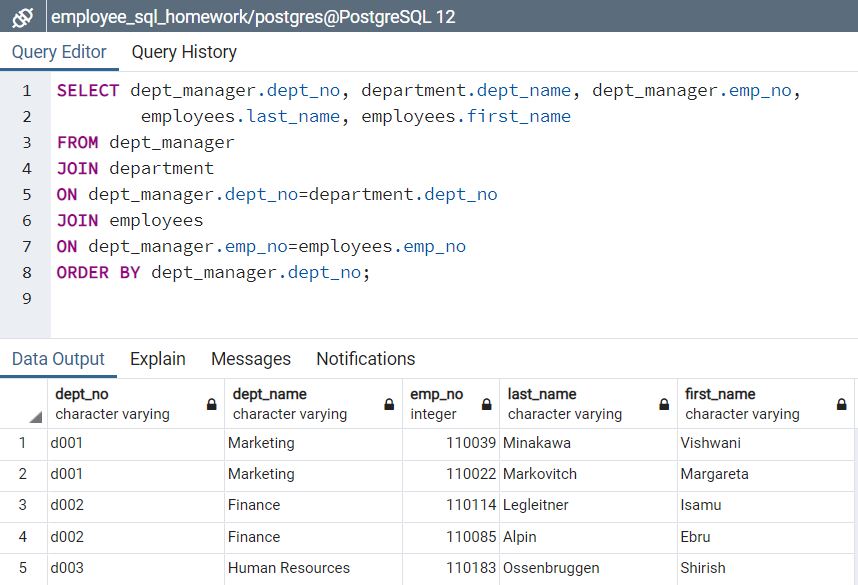 employee_sql_homework/postgres@PostgreSQL 12
Query Editor Query History
1 SELECT dept_manager.dept_no, department.dept_name, dept_manager.emp_no,
2 employees.last_name, employees.first_name
3 FROM dept_manager
4 JOIN department
5 ON dept_manager.dept_no=department.dept_no
6 JOIN employees
7 ON dept_manager.emp_no=employees.emp_no
8 ORDER BY dept_manager.dept_no;
9
Data Output Explain Messages Notifications
dept_no dept_name emp_no last_name first_name
character varying character varying integer character varying character varying
1 d001 Marketing 110039 Minakawa Vishwani
2 d001 Marketing 110022 Markovitch Margareta
3 d002 Finance 110114 Legleitner Isamu
4 d002 Finance 110085 Alpin Ebru
5 d003 Human Resources 110183 Ossenbruggen Shirish